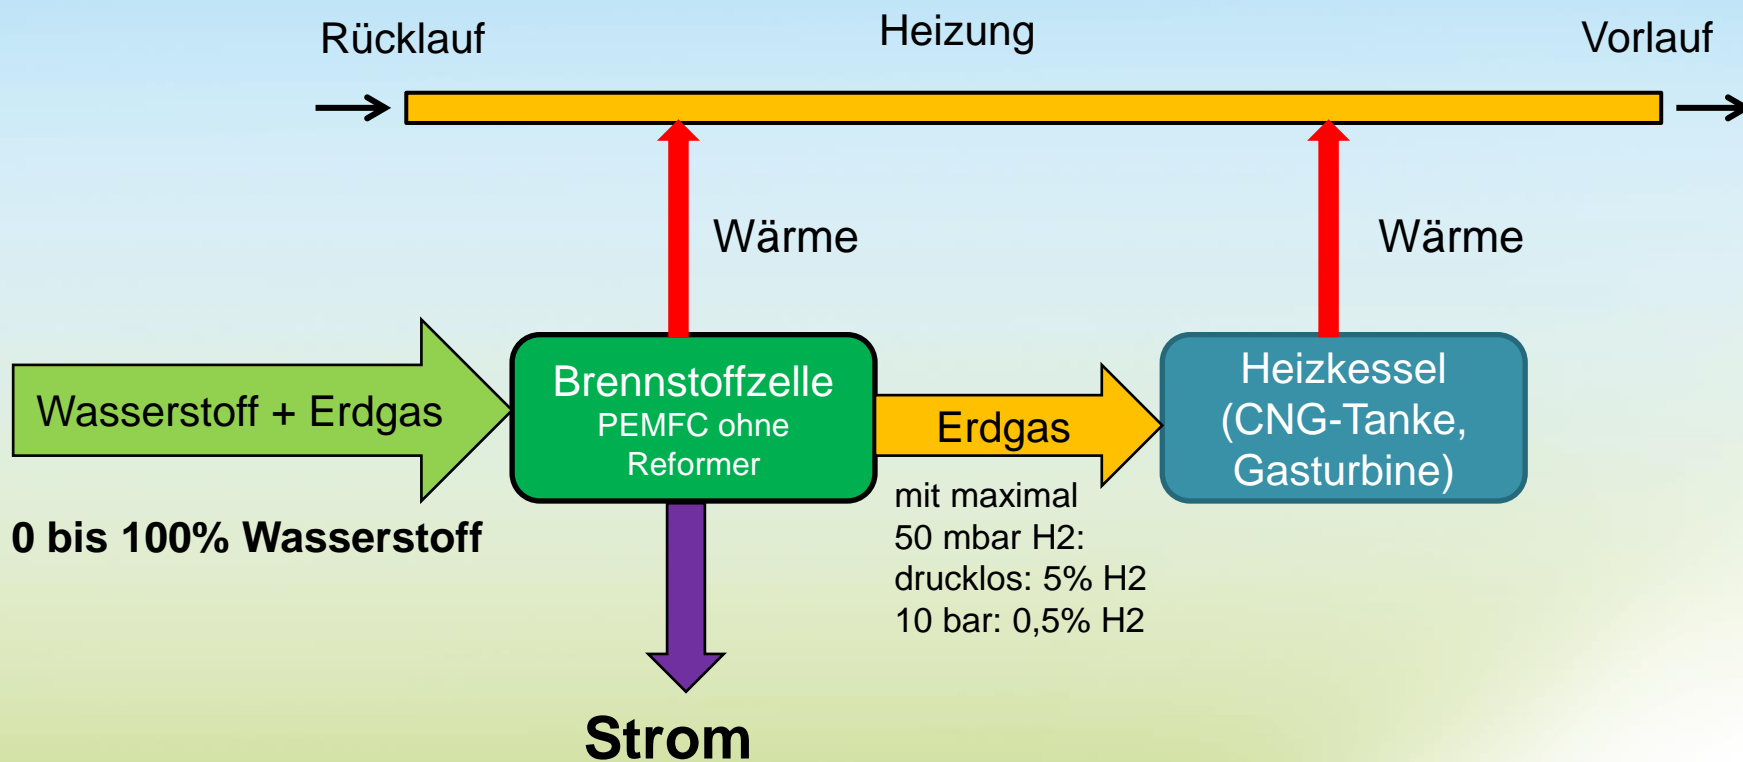 Rücklauf
Heizung
Vorlauf
Wärme
Wärme
Wasserstoff + Erdgas
Brennstoffzelle
PEMFC ohne
Reformer
Erdgas
Heizkessel
(CNG-Tanke,
Gasturbine)
0 bis 100% Wasserstoff
mit maximal
50 mbar H2:
drucklos: 5% H2
10 bar: 0,5% H2
Strom